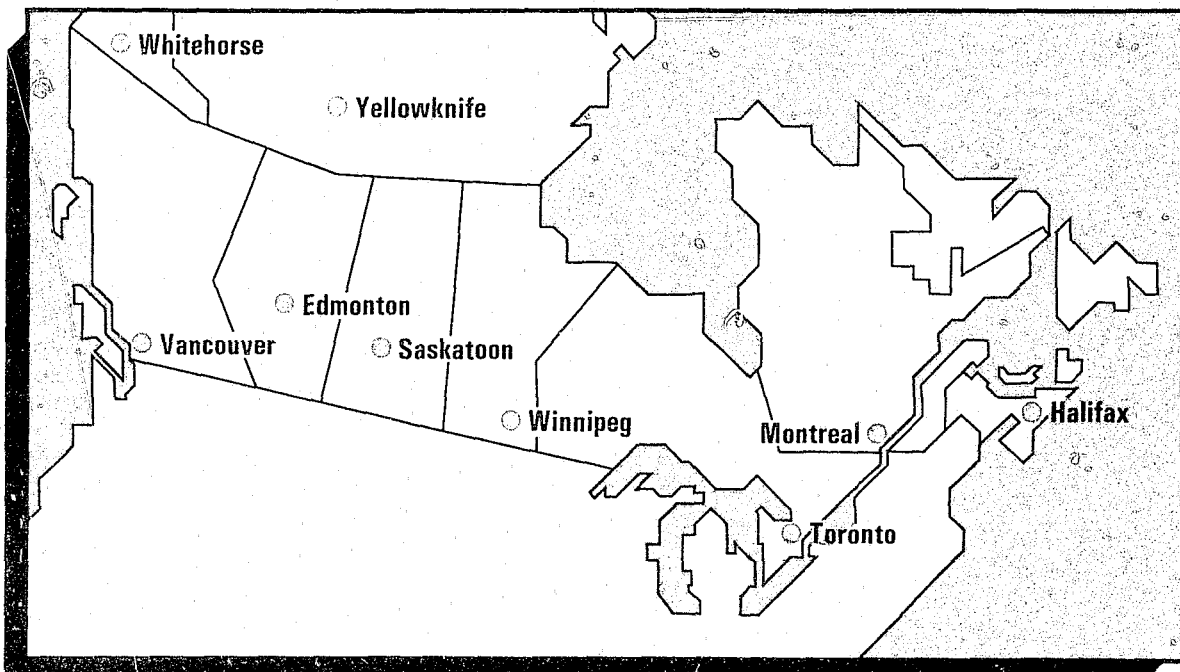 Whitehorse
Yellowknife
Edmonton
Vancouver
Saskatoon
Winnipeg
Montreal
Halifax
Toronto